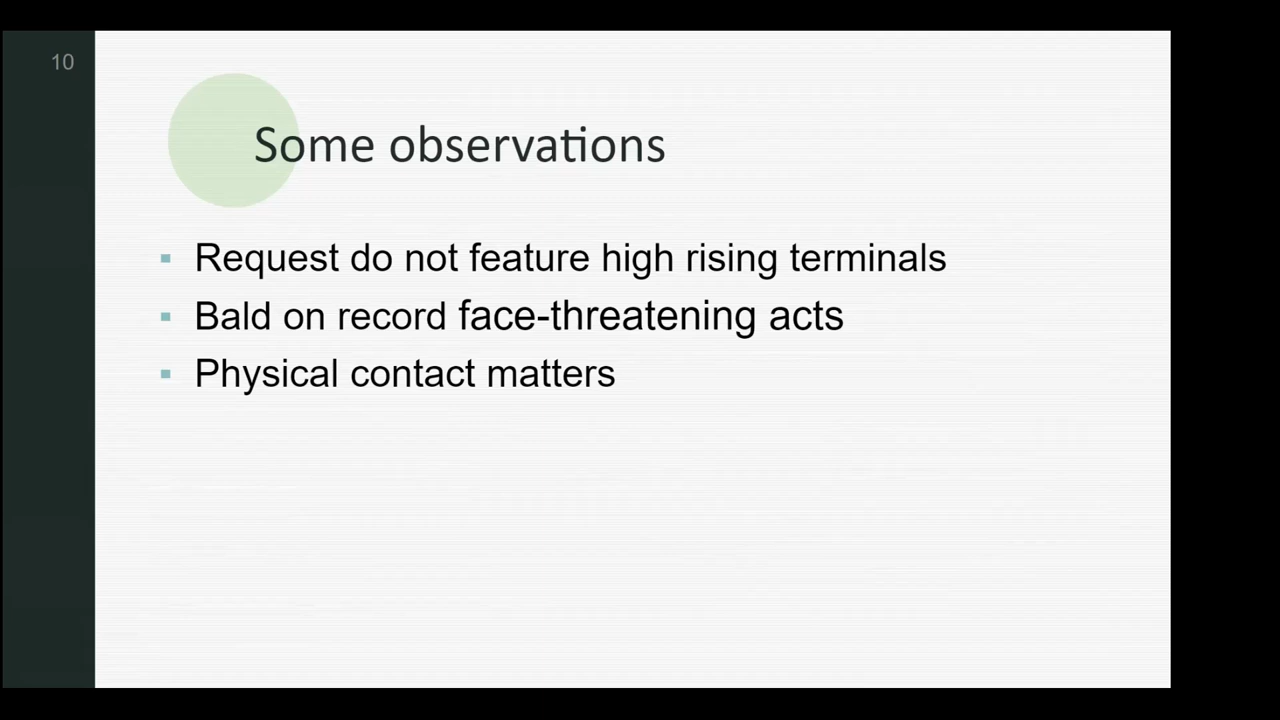 10
Some observations
▪ Request do not feature high rising terminals
▪ Bald on record face-threatening acts
▪ Physical contact matters